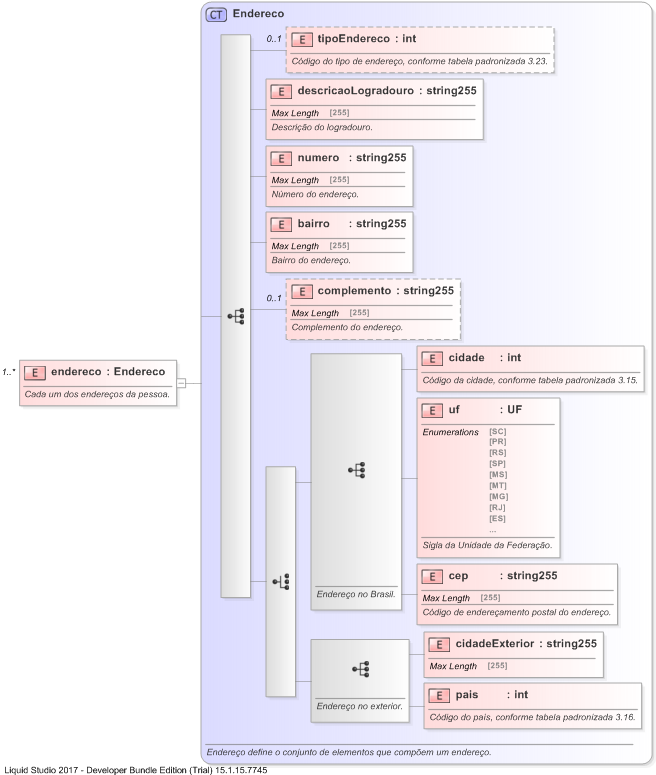 CT Endereco
0..1 E tipoEndereco : int
Código do tipo de endereço, conforme tabela padronizada 3.23.
E descricaoLogradouro : string255
Max Length [255]
Descrição do logradouro.
E numero : string255
Max Length [255]
Número do endereço.
E bairro : string255
Max Length [255]
Bairro do endereço.
0..1 E complemento : string255
Max Length [255]
Complemento do endereço.
1..* E endereco : Endereco
Cada um dos endereços da pessoa.
E cidade : int
Código da cidade, conforme tabela padronizada 3.15.
E uf : UF
Enumerations [SC]
[PR]
[RS]
[SP]
[MS]
[MT]
[MG]
[RJ]
[ES]
...
Sigla da Unidade da Federação.
E cep : string255
Max Length [255]
Código de endereçamento postal do endereço.
Endereço no Brasil.
E cidadeExterior : string255
Max Length [255]
E pais : int
Código do país, conforme tabela padronizada 3.16.
Endereço no exterior.
Endereço define o conjunto de elementos que compõem um endereço.
Liquid Studio 2017 - Developer Bundle Edition (Trial) 15.1.15.7745